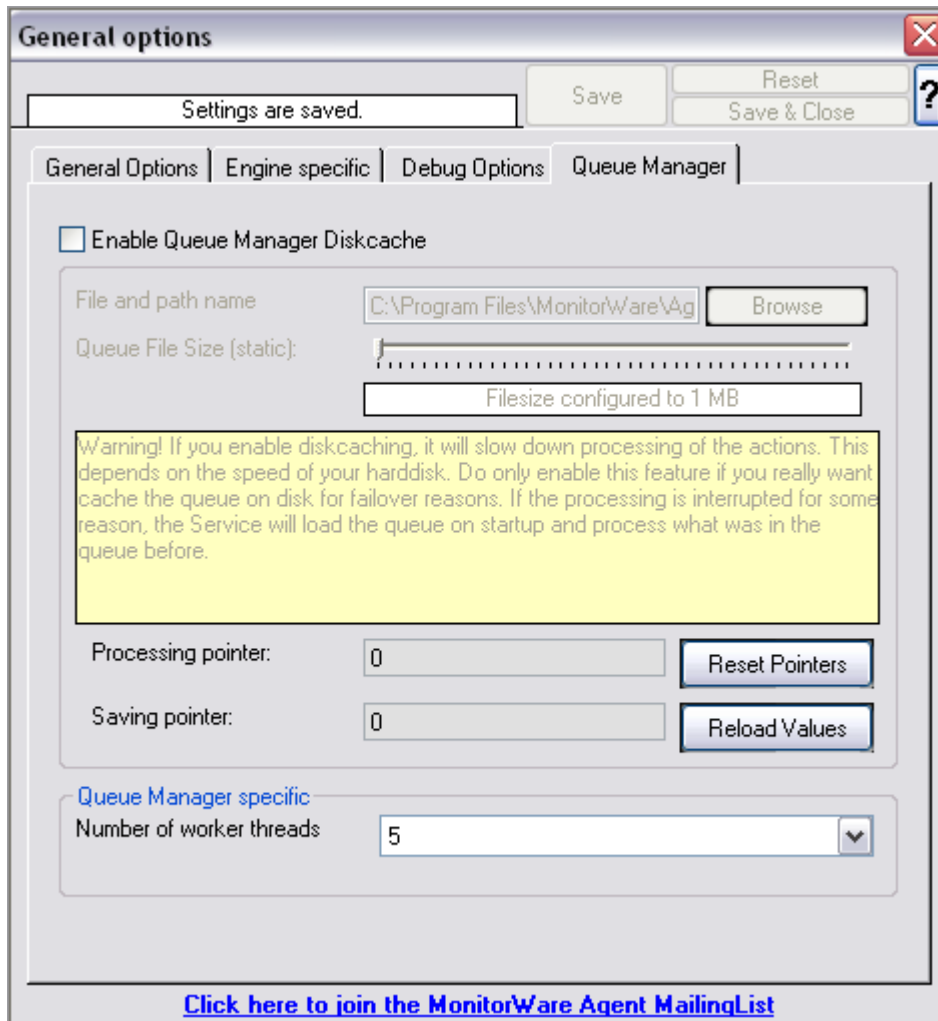 General options
Settings are saved.
Save
Reset
Save & Close
?
General Options
Engine specific
Debug Options
Queue Manager
Enable Queue Manager Diskcache
File and path name
C:\Program Files\MonitorWare\Ag
Browse
Queue File Size (static):
Filesize configured to 1 MB
Warning! If you enable diskcaching, it will slow down processing of the actions. This
depends on the speed of your harddisk. Do only enable this feature if you really want
cache the queue on disk for failover reasons. If the processing is interrupted for some
reason, the Service will load the queue on startup and process what was in the
queue before.
Processing pointer:
0
Reset Pointers
Saving pointer:
0
Reload Values
Queue Manager specific
Number of worker threads
5
Click here to join the MonitorWare Agent MailingList